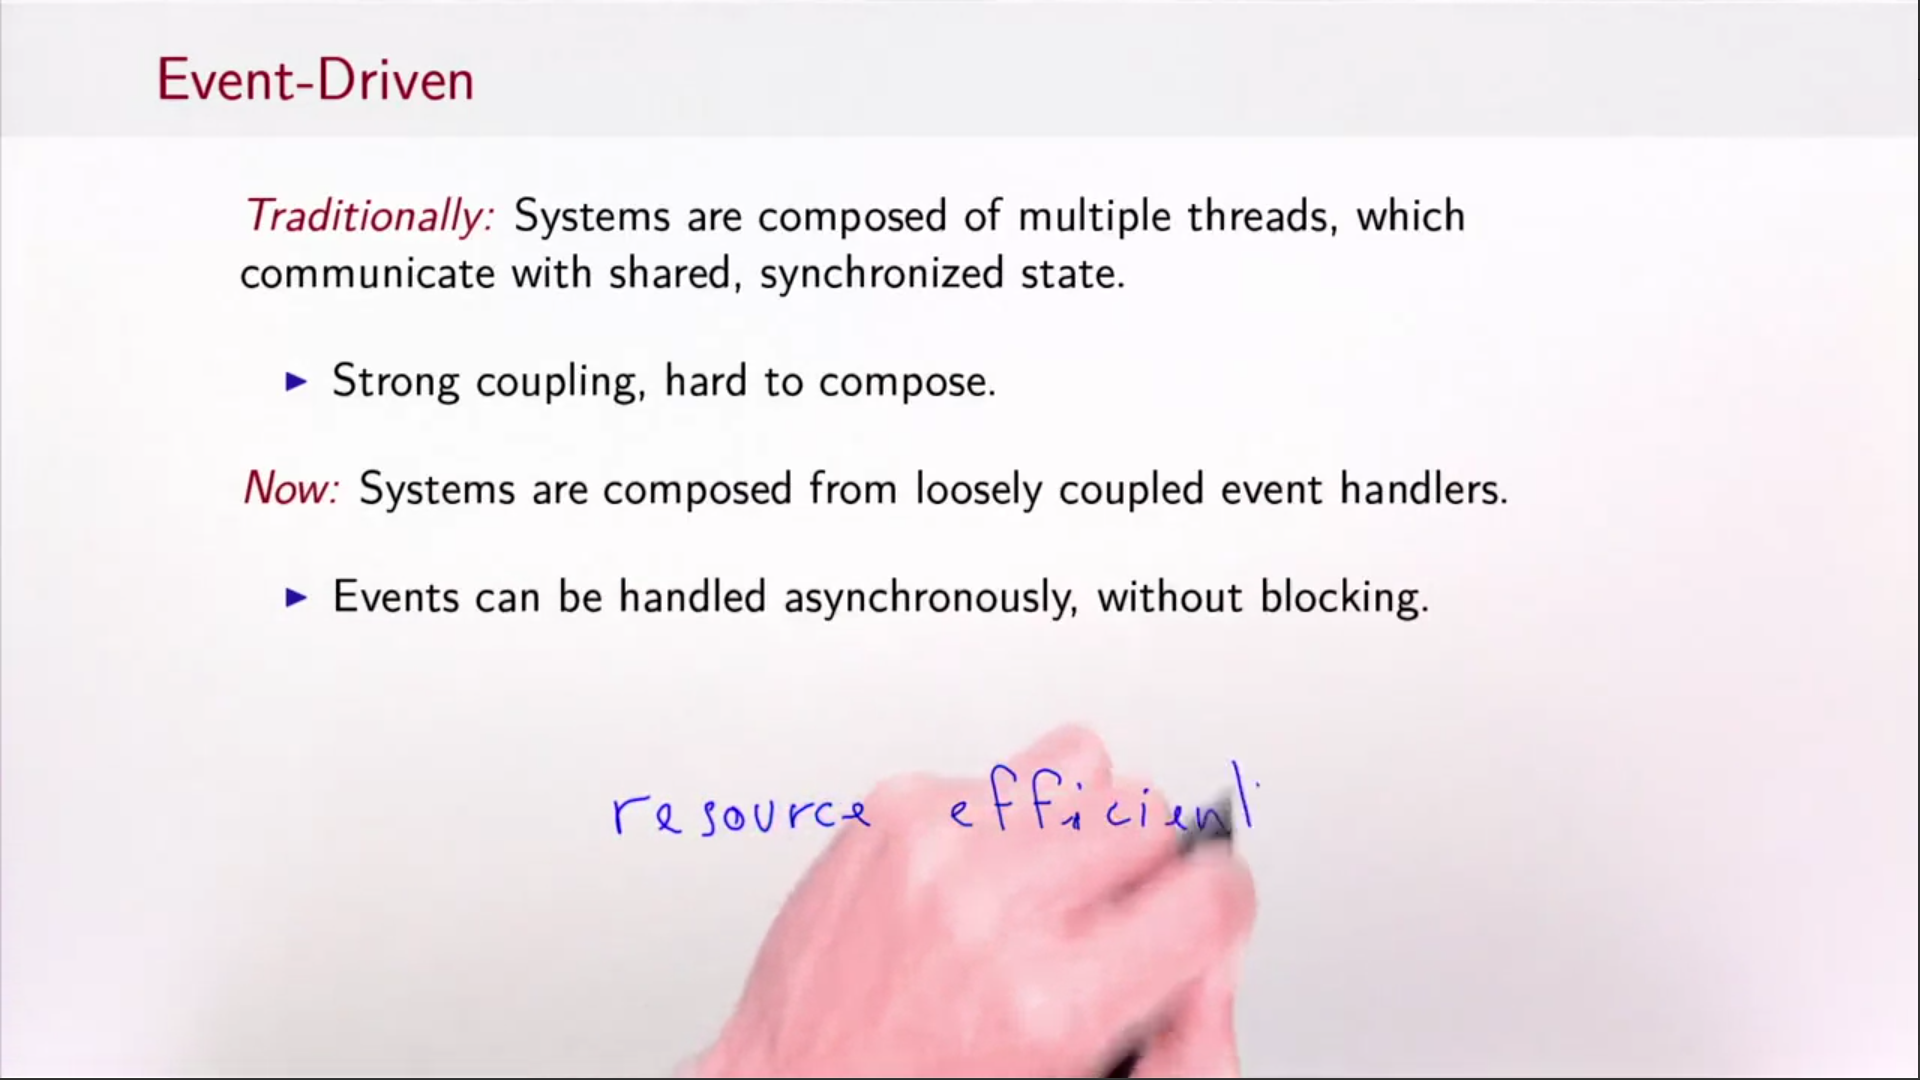 Event-Driven
Traditionally: Systems are composed of multiple threads, which
communicate with shared, synchronized state.
▶ Strong coupling, hard to compose.
Now: Systems are composed from loosely coupled event handlers.
▶ Events can be handled asynchronously, without blocking.
resource efficient